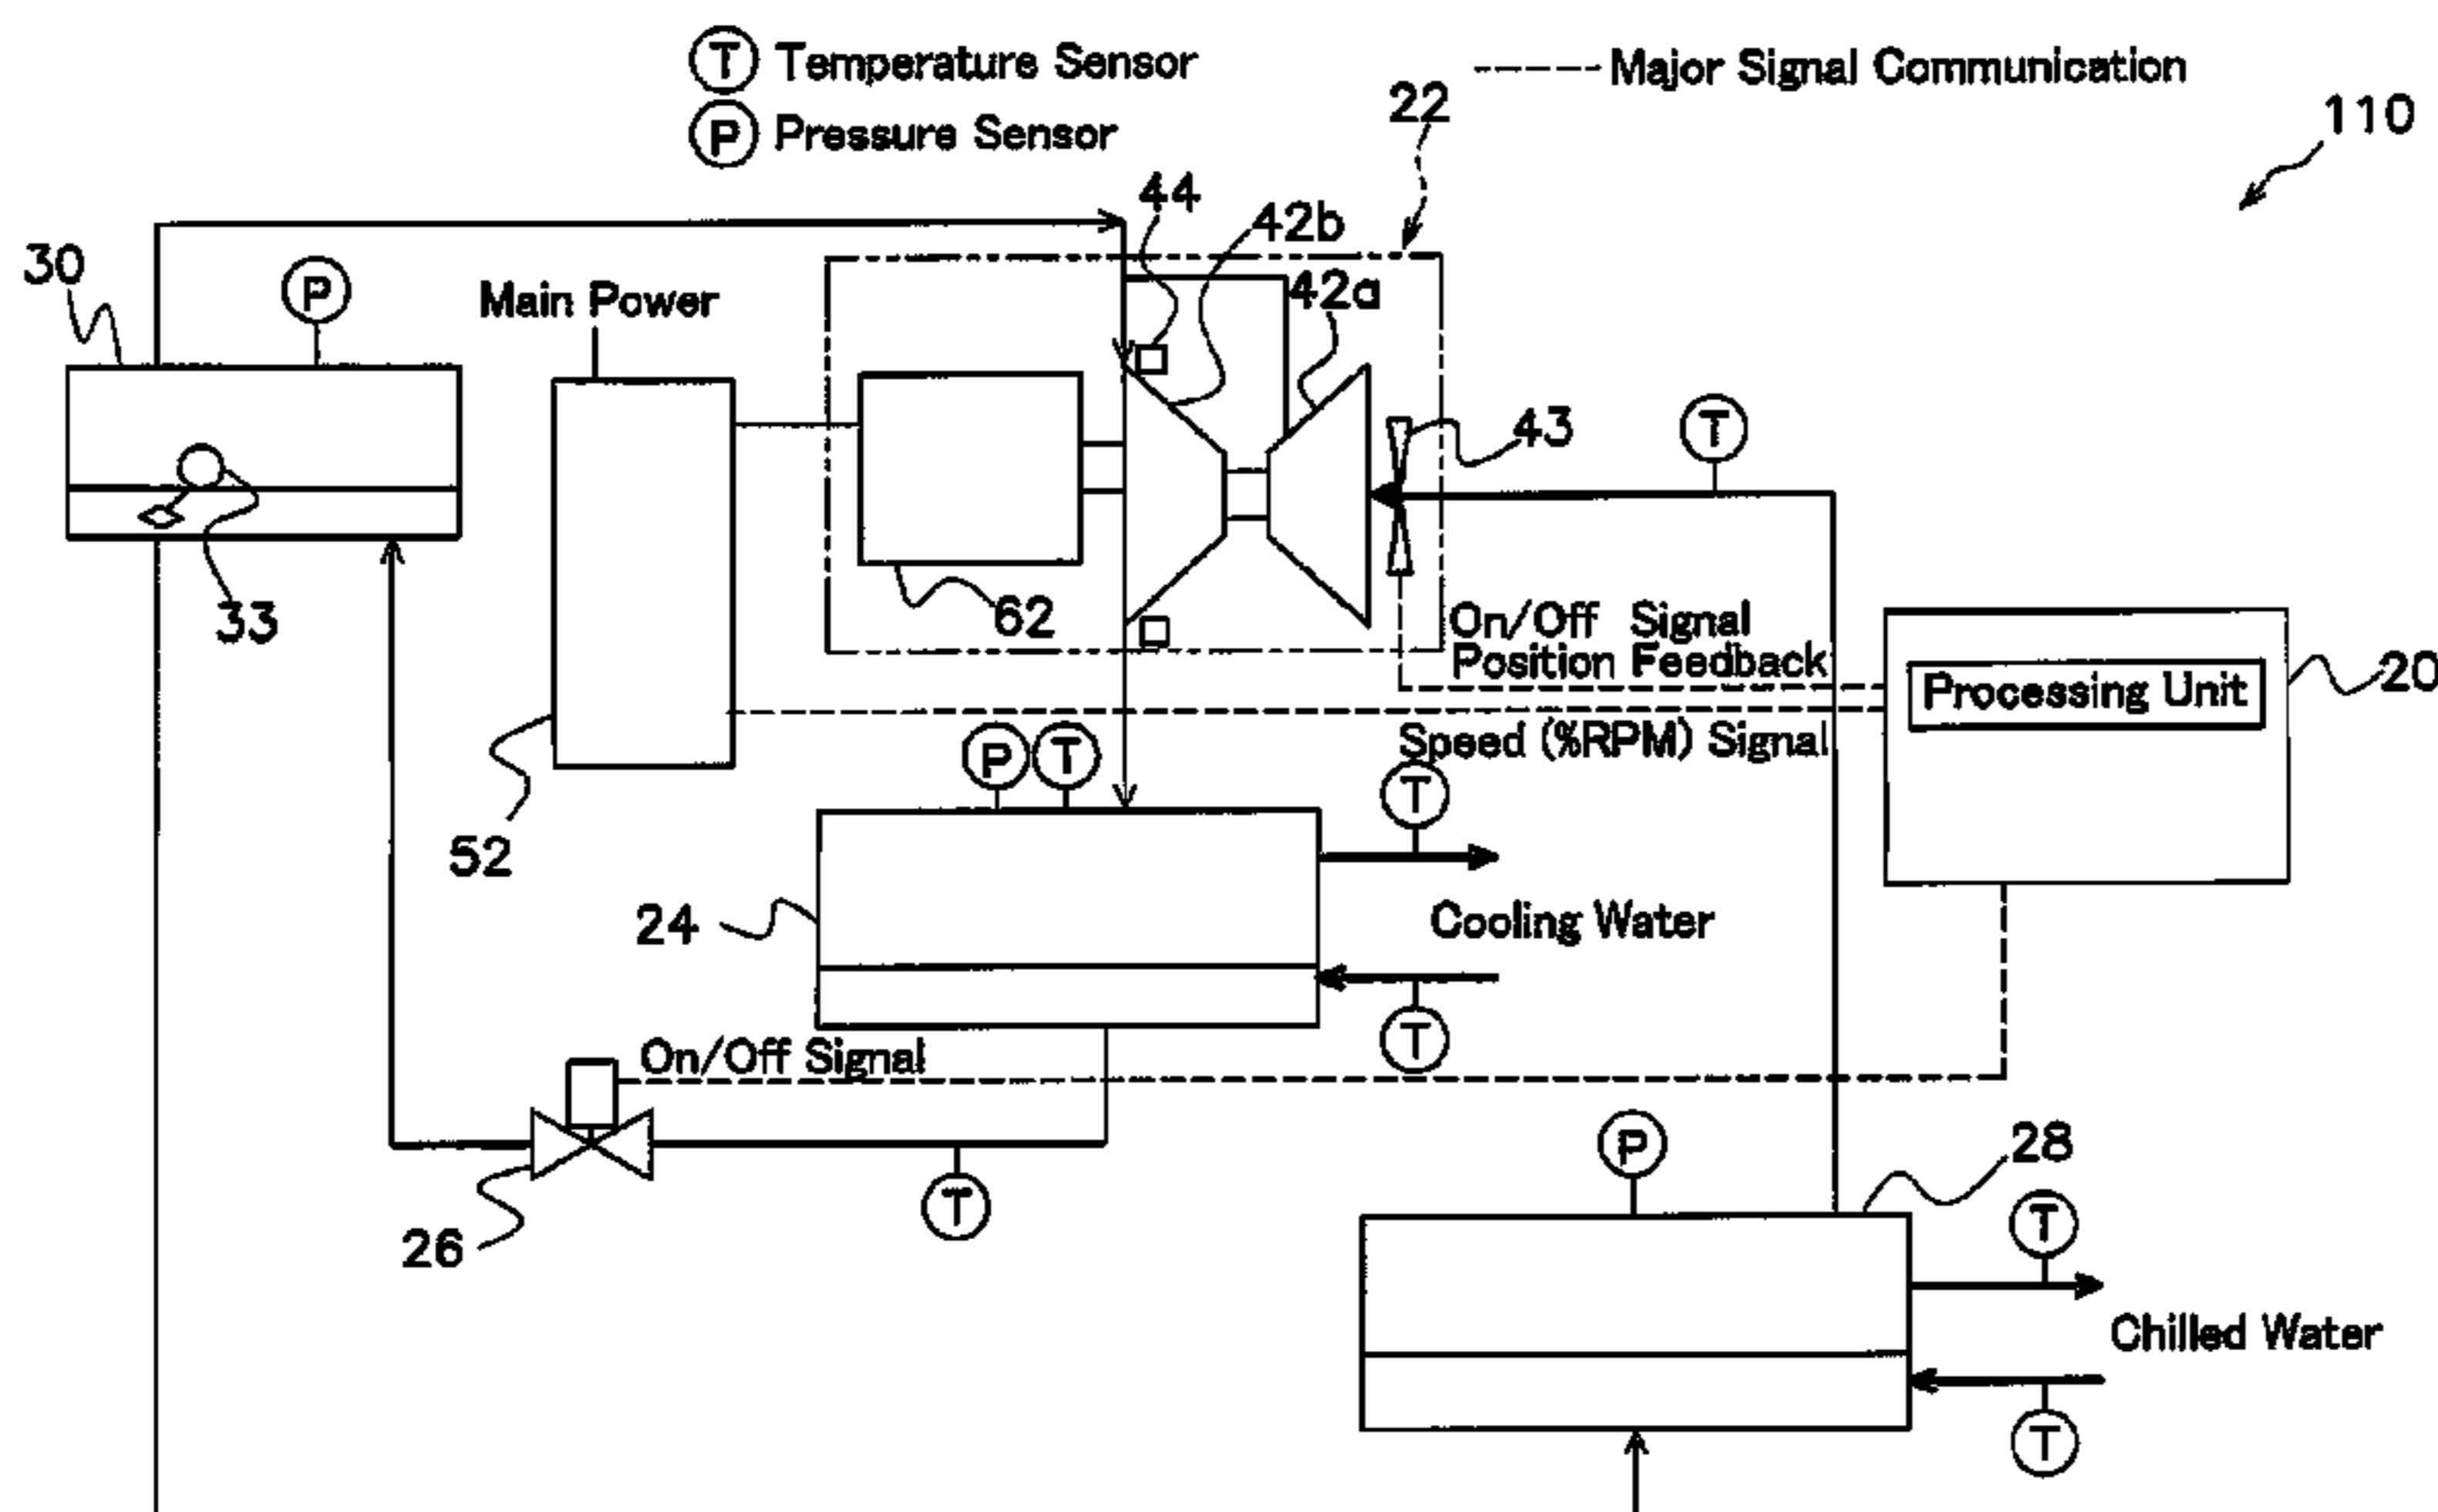 T Temperature Sensor
P Pressure Sensor
Major Signal Communication
22
110
44
42b
30
P
Main Power
42a
43
T
33
62
On/Off Signal
Position Feedback
Processing Unit
20
Speed (%RPM) Signal
P
T
T
52
24
Cooling Water
T
On/Off Signal
P
28
T
26
T
Chilled Water
T